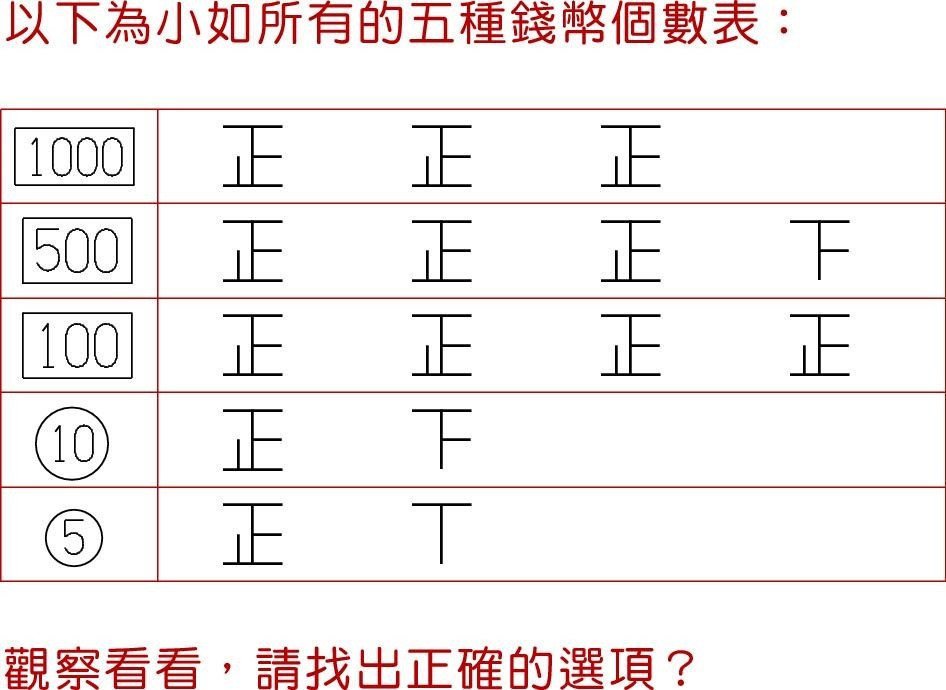 以下為小如所有的五種錢幣個數表：
1000 正 正 正
500 正 正 正 下
100 正 正 正 正
10 正 下
5 正 丅
觀察看看，請找出正確的選項？